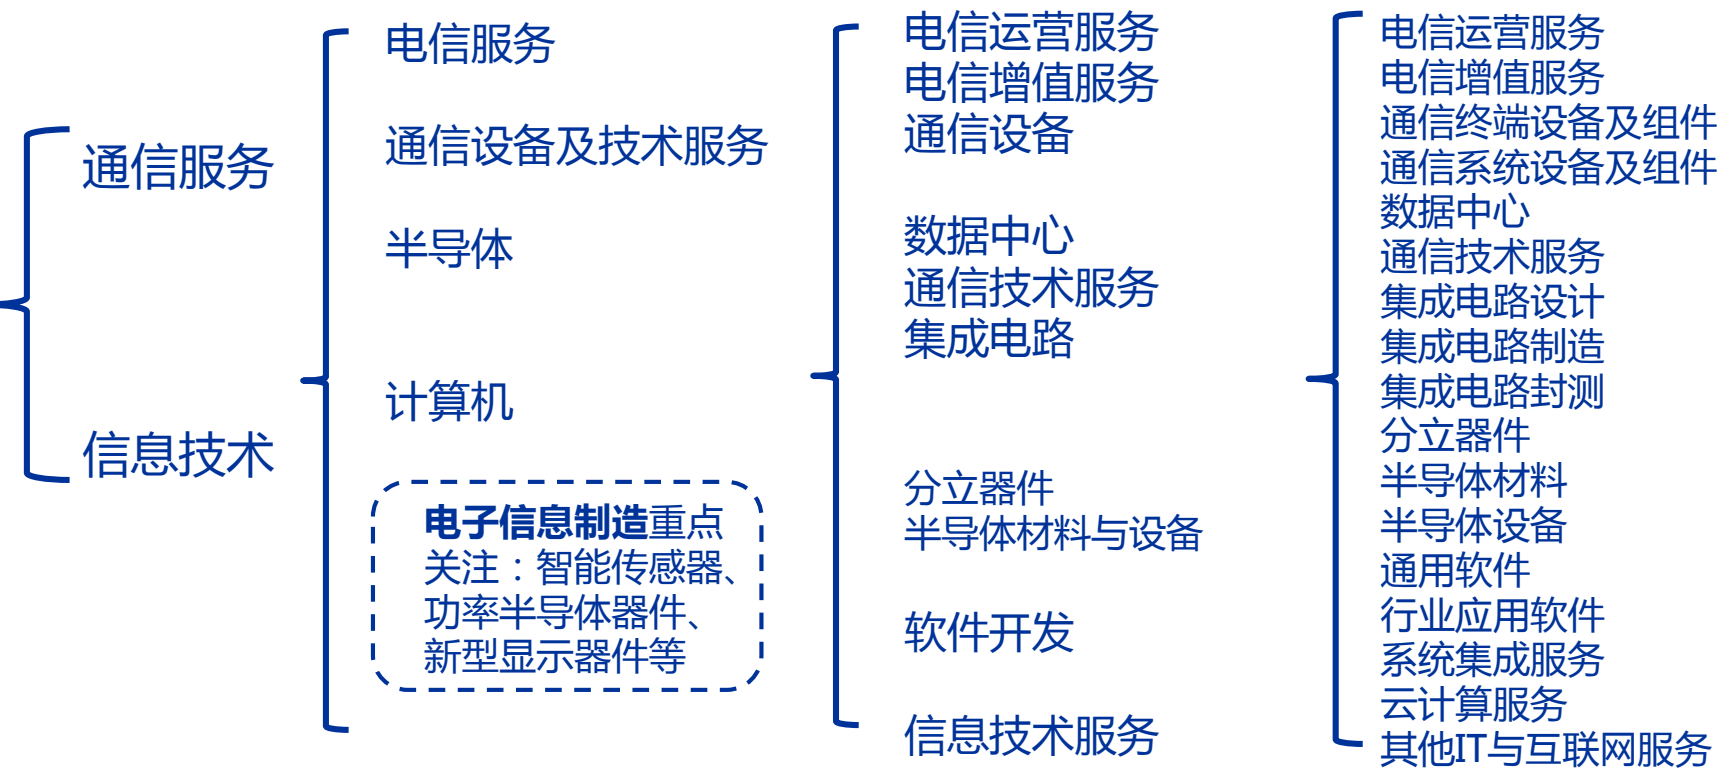 通信服务
信息技术
电信服务
通信设备及技术服务
半导体
计算机
电子信息制造重点
关注：智能传感器、
功率半导体器件、
新型显示器件等
电信运营服务
电信增值服务
通信设备
数据中心
通信技术服务
集成电路
分立器件
半导体材料与设备
软件开发
信息技术服务
电信运营服务
电信增值服务
通信终端设备及组件
通信系统设备及组件
数据中心
通信技术服务
集成电路设计
集成电路制造
集成电路封测
分立器件
半导体材料
半导体设备
通用软件
行业应用软件
系统集成服务
云计算服务
其他IT与互联网服务